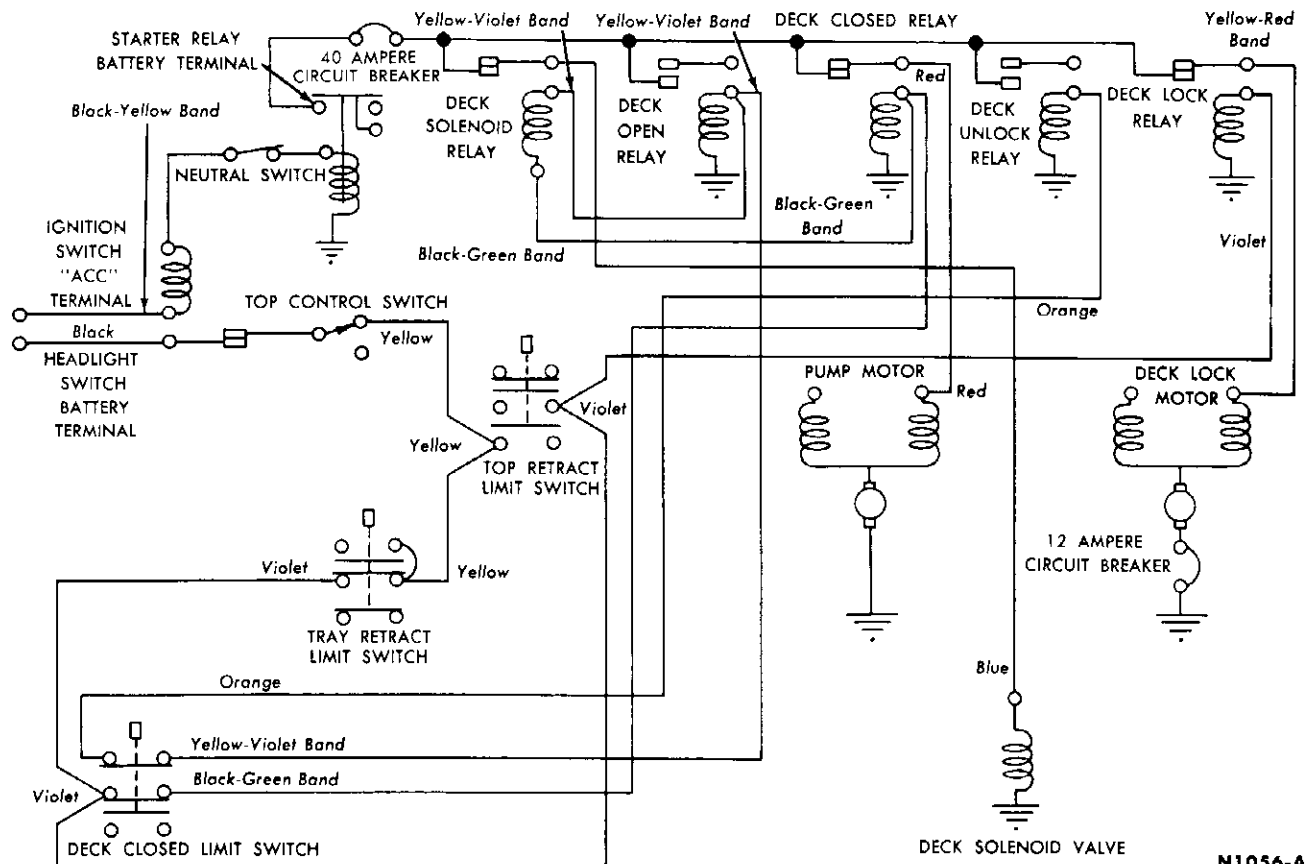 Yellow-Violet Band
Yellow-Violet Band
DECK CLOSED RELAY
Yellow-Red
Band
STARTER RELAY
BATTERY TERMINAL
40 AMPERE
CIRCUIT BREAKER
Red
Black-Yellow Band
DECK
SOLENOID
RELAY
DECK
OPEN
RELAY
DECK
UNLOCK
RELAY
DECK LOCK
RELAY
NEUTRAL SWITCH
Black-Green
Band
Black-Green Band
Violet
IGNITION
SWITCH
"ACC"
TERMINAL
TOP CONTROL SWITCH
Orange
Black
Yellow
HEADLIGHT
SWITCH
BATTERY
TERMINAL
PUMP MOTOR
DECK LOCK
MOTOR
Red
Violet
Yellow
TOP RETRACT
LIMIT SWITCH
12 AMPERE
CIRCUIT BREAKER
Violet
Yellow
TRAY RETRACT
LIMIT SWITCH
Blue
Orange
Yellow-Violet Band
Black-Green Band
Violet
DECK CLOSED LIMIT SWITCH
DECK SOLENOID VALVE
N1056-A